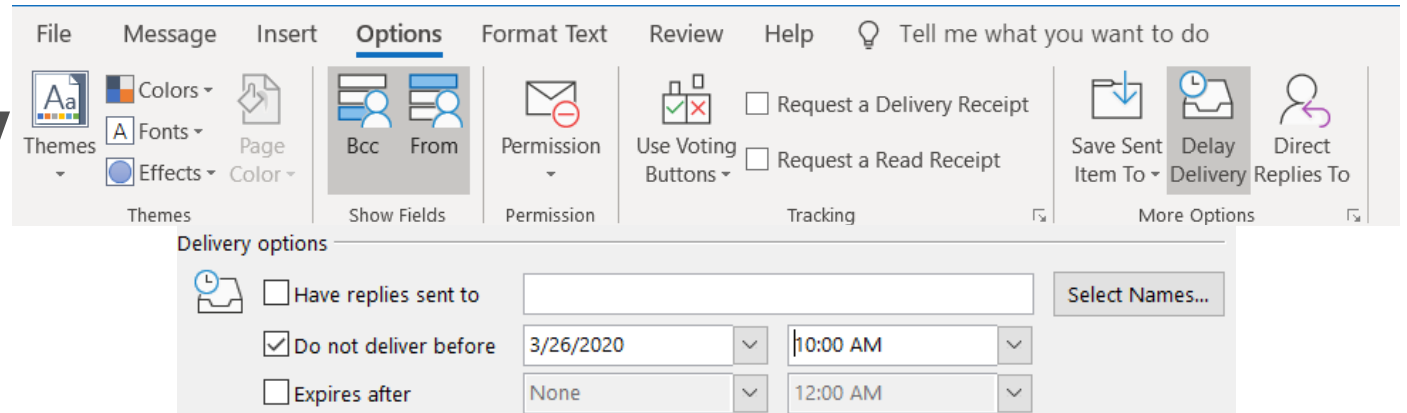 File Message Insert Options Format Text Review Help Tell me what you want to do
Aa Colors
A Fonts
Effects
Themes
Page
Color
Bcc From
Permission
Use Voting
Buttons
Request a Delivery Receipt
Request a Read Receipt
Save Sent
Item To
Delay
Delivery
Direct
Replies To
Themes Show Fields Permission Tracking More Options
Delivery options
Have replies sent to Select Names...
Do not deliver before 3/26/2020 10:00 AM
Expires after None 12:00 AM